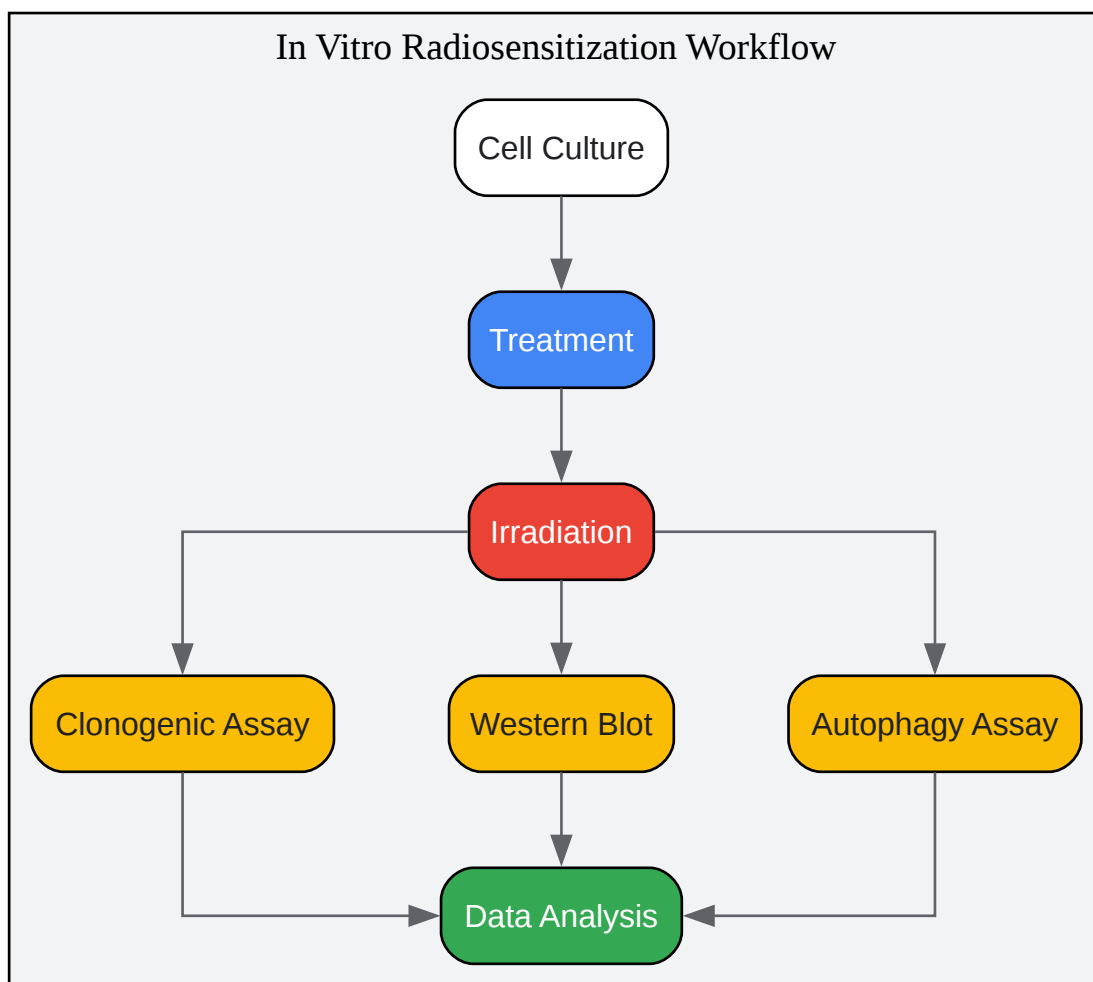 In Vitro Radiosensitization Workflow
Cell Culture
Treatment
Irradiation
Clonogenic Assay
Western Blot
Autophagy Assay
Data Analysis